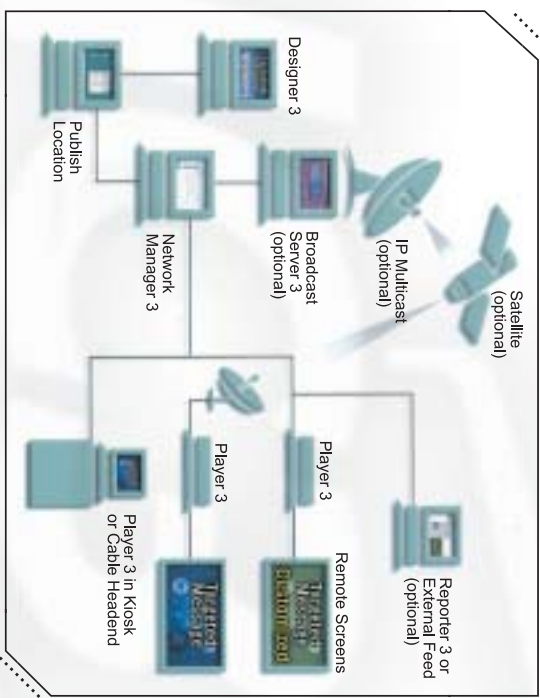 Satellite
(optional)
IP Multicast
(optional)
Designer 3
Broadcast
Server 3
(optional)
Publish
Location
Network
Manager 3
Reporter 3 or
External Feed
(optional)
Player 3
Remote Screens
Player 3
Player 3 in Kiosk
or Cable Headend